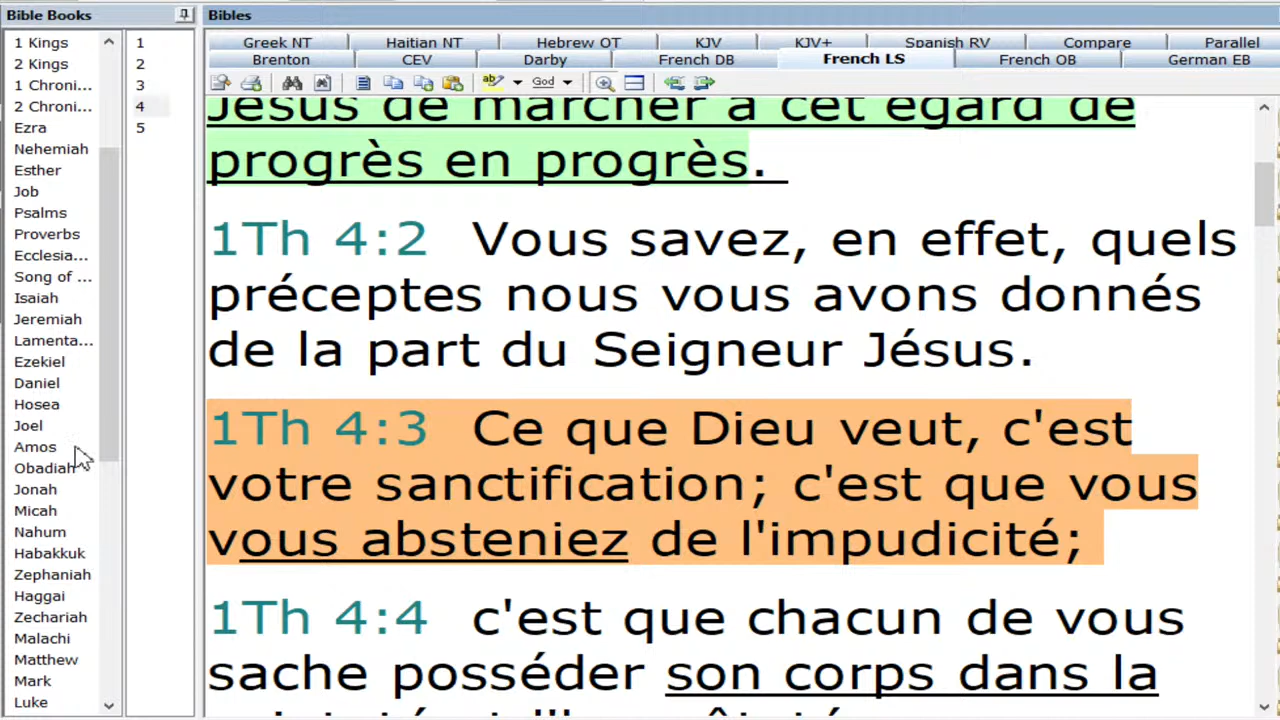 Bible Books
Bibles
1 Kings
2 Kings
1 Chroni...
2 Chroni...
Ezra
Nehemiah
Esther
Job
Psalms
Proverbs
Ecclesia...
Song of ...
Isaiah
Jeremiah
Lamenta...
Ezekiel
Daniel
Hosea
Joel
Amos
Obadiah
Jonah
Micah
Nahum
Habakkuk
Zephaniah
Haggai
Zechariah
Malachi
Matthew
Mark
Luke
1
2
3
4
5
Greek NT Haitian NT Hebrew OT KJV KJV+ Spanish RV Compare Parallel
Brenton CEV Darby French DB French LS French OB German EB
ab God
Jésus de marcher à cet égard de
progrès en progrès.
1Th 4:2 Vous savez, en effet, quels
préceptes nous vous avons donnés
de la part du Seigneur Jésus.
1Th 4:3 Ce que Dieu veut, c'est
votre sanctification; c'est que vous
vous absteniez de l'impudicité;
1Th 4:4 c'est que chacun de vous
sache posséder son corps dans la